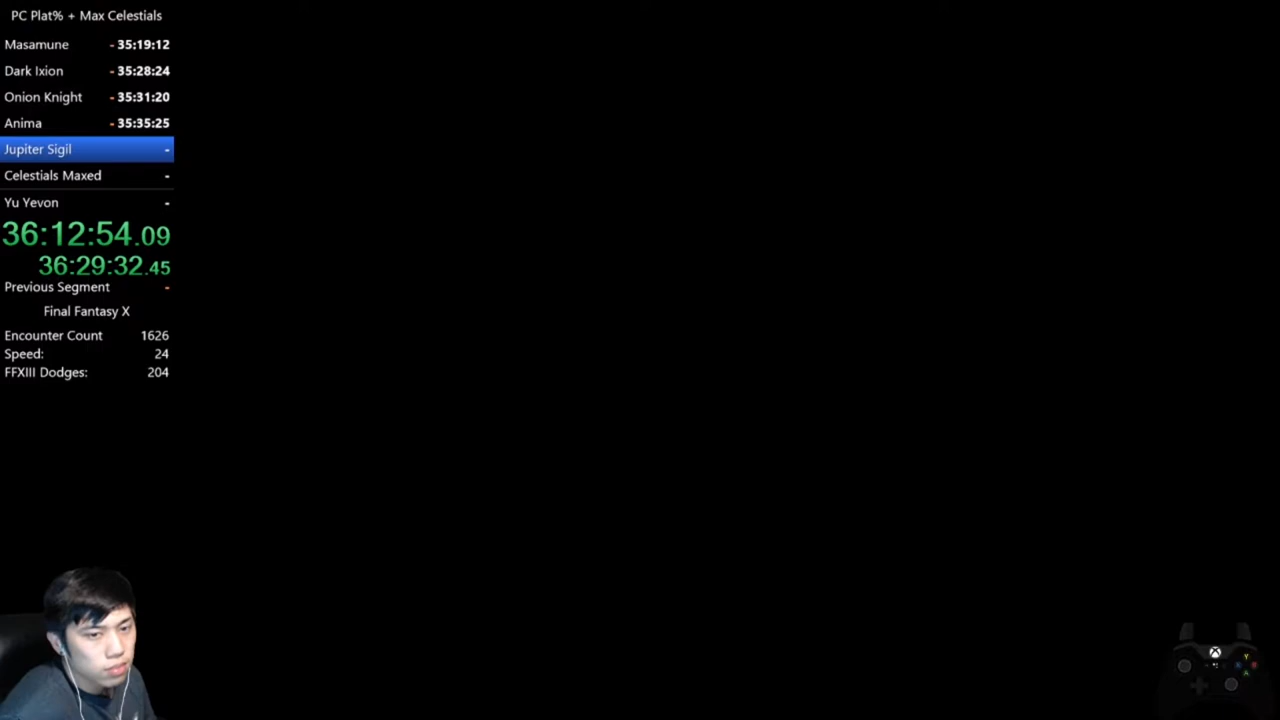 PC Plat% + Max Celestials
Masamune - 35:19:12
Dark Ixion - 35:28:24
Onion Knight - 35:31:20
Anima - 35:35:25
Jupiter Sigil -
Celestials Maxed -
Yu Yevon -
36:12:54.09
36:29:32.45
Previous Segment -
Final Fantasy X
Encounter Count 1626
Speed: 24
FFXIII Dodges: 204
Y
A